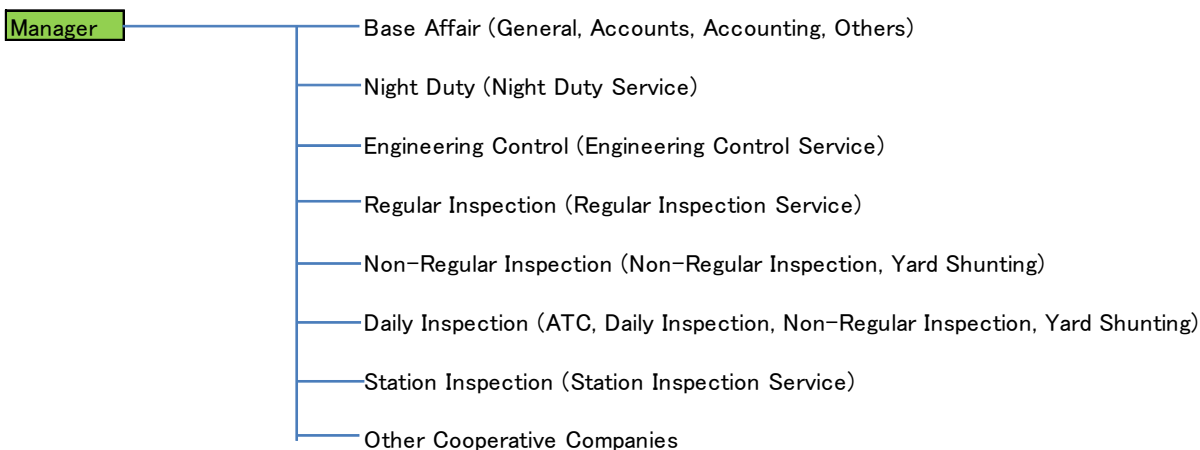 Manager
Base Affair (General, Accounts, Accounting, Others)
Night Duty (Night Duty Service)
Engineering Control (Engineering Control Service)
Regular Inspection (Regular Inspection Service)
Non-Regular Inspection (Non-Regular Inspection, Yard Shunting)
Daily Inspection (ATC, Daily Inspection, Non-Regular Inspection, Yard Shunting)
Station Inspection (Station Inspection Service)
Other Cooperative Companies